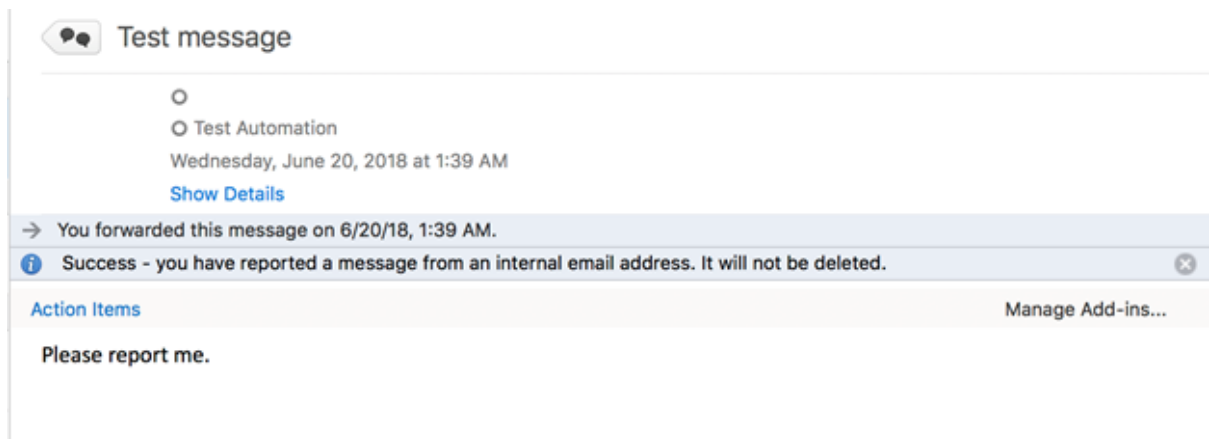 Test message
Test Automation
Wednesday, June 20, 2018 at 1:39 AM
Show Details
You forwarded this message on 6/20/18, 1:39 AM.
Success - you have reported a message from an internal email address. It will not be deleted.
Action Items Manage Add-ins...
Please report me.